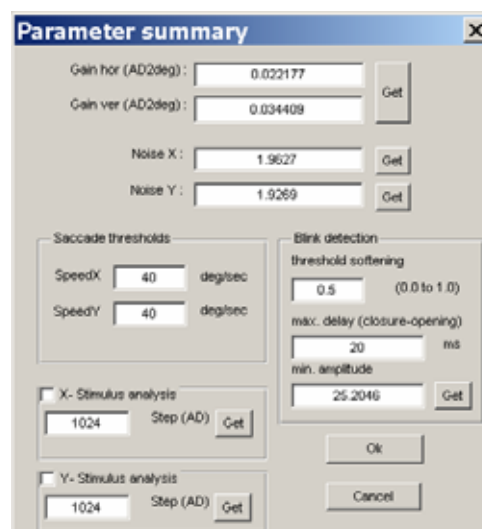 Parameter summary
Gain hor (AD2deg) : 0.022177
Get
Gain ver (AD2deg) : 0.034409
Noise X : 1.9627 Get
Noise Y : 1.9269 Get
Saccade thresholds
SpeedX 40 deg/sec
SpeedY 40 deg/sec
Blink detection
threshold softening
0.5 (0.0 to 1.0)
max. delay (closure-opening)
20 ms
min. amplitude
25.2046 Get
X- Stimulus analysis
1024 Step (AD) Get
Y- Stimulus analysis
1024 Step (AD) Get
Ok
Cancel